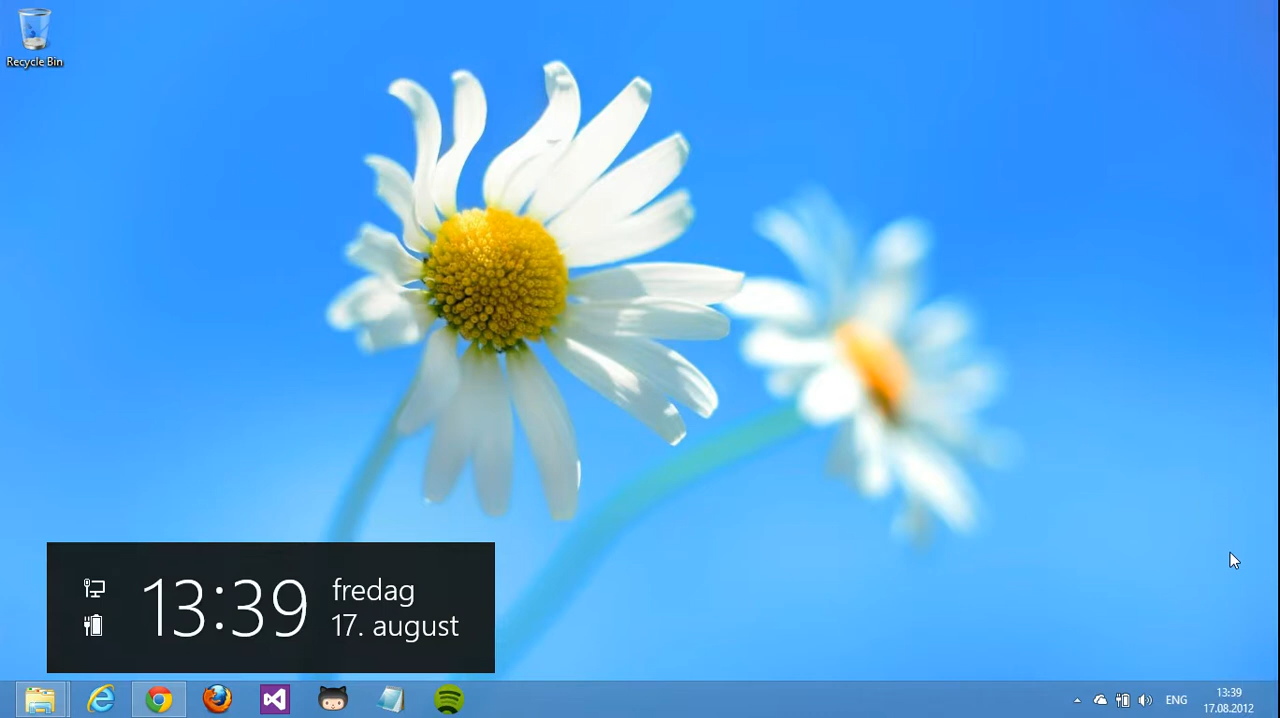 Recycle Bin
13:39
fredag
17. august
ENG
13:39
17.08.2012